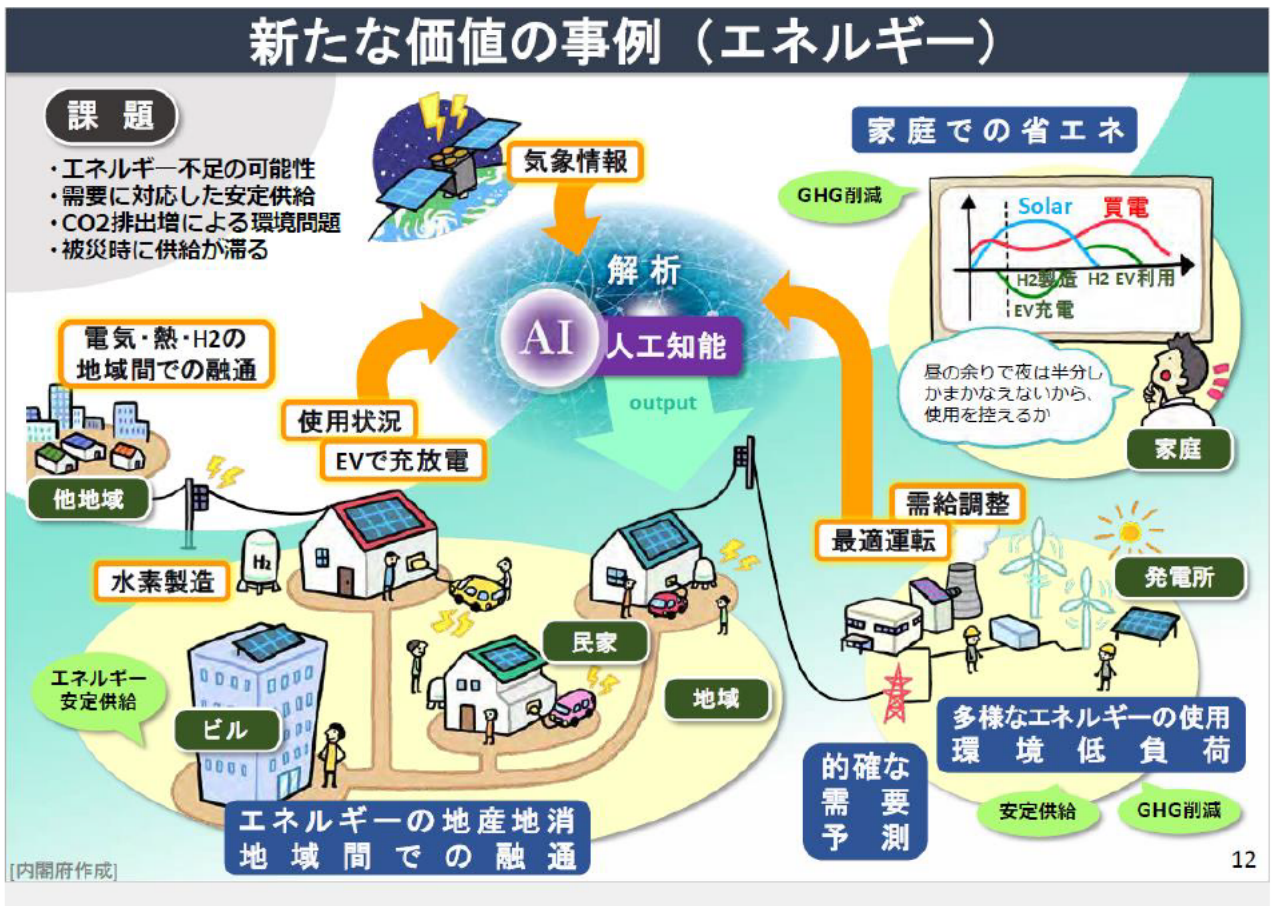 新たな価値の事例（エネルギー）
課 題
・エネルギー不足の可能性
・需要に対応した安定供給
・CO2排出増による環境問題
・被災時に供給が滞る
気象情報
家庭での省エネ
GHG削減
Solar
買電
H2製造
H2 EV利用
EV充電
解析
AI
人工知能
output
昼の余りで夜は半分し
かまかなえないから、
使用を控えるか
家庭
電気・熱・H2の
地域間での融通
使用状況
EVで充放電
他地域
水素製造
H2
需給調整
最適運転
発電所
民家
地域
エネルギー
安定供給
ビル
多様なエネルギーの使用
環境低負荷
的確な
需要
予測
安定供給
GHG削減
エネルギーの地産地消
地域間での融通
[内閣府作成]
12